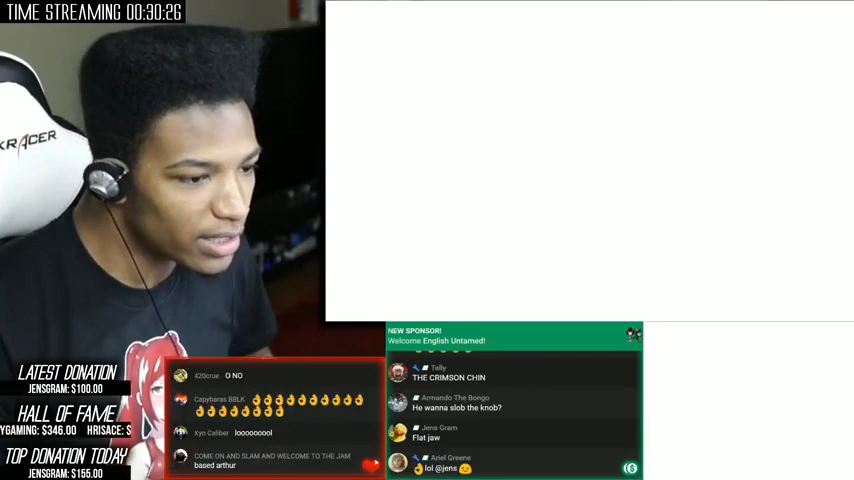 TIME STREAMING 00:30:26
XRACER
LATEST DONATION
JENSGRAM: $100.00
HALL OF FAME
YGAMING: $346.00 HRISACE: $
TOP DONATION TODAY
JENSGRAM: $155.00
420crue O NO
Capybaras BBLK 👌👌👌👌👌👌👌👌👌👌
👌👌👌👌👌👌👌👌
Xyo Caliber looooooool
COME ON AND SLAM AND WELCOME TO THE JAM
based arthur
NEW SPONSOR!
Welcome English Untamed!
Tally
THE CRIMSON CHIN
Armando The Bongo
He wanna slob the knob?
Jena Gram
Flat jaw
Ariel Greene
👌lol @jens